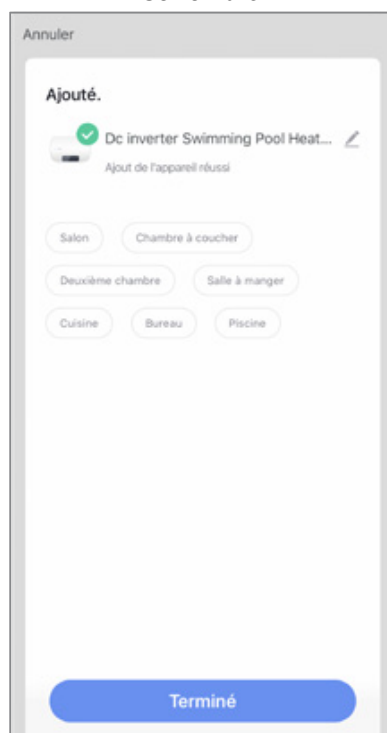 Annuler
Ajouté.
Dc inverter Swimming Pool Heat...
Ajout de l'appareil réussi
Salon Chambre à coucher
Deuxième chambre Salle à manger
Cuisine Bureau Piscine
Terminé